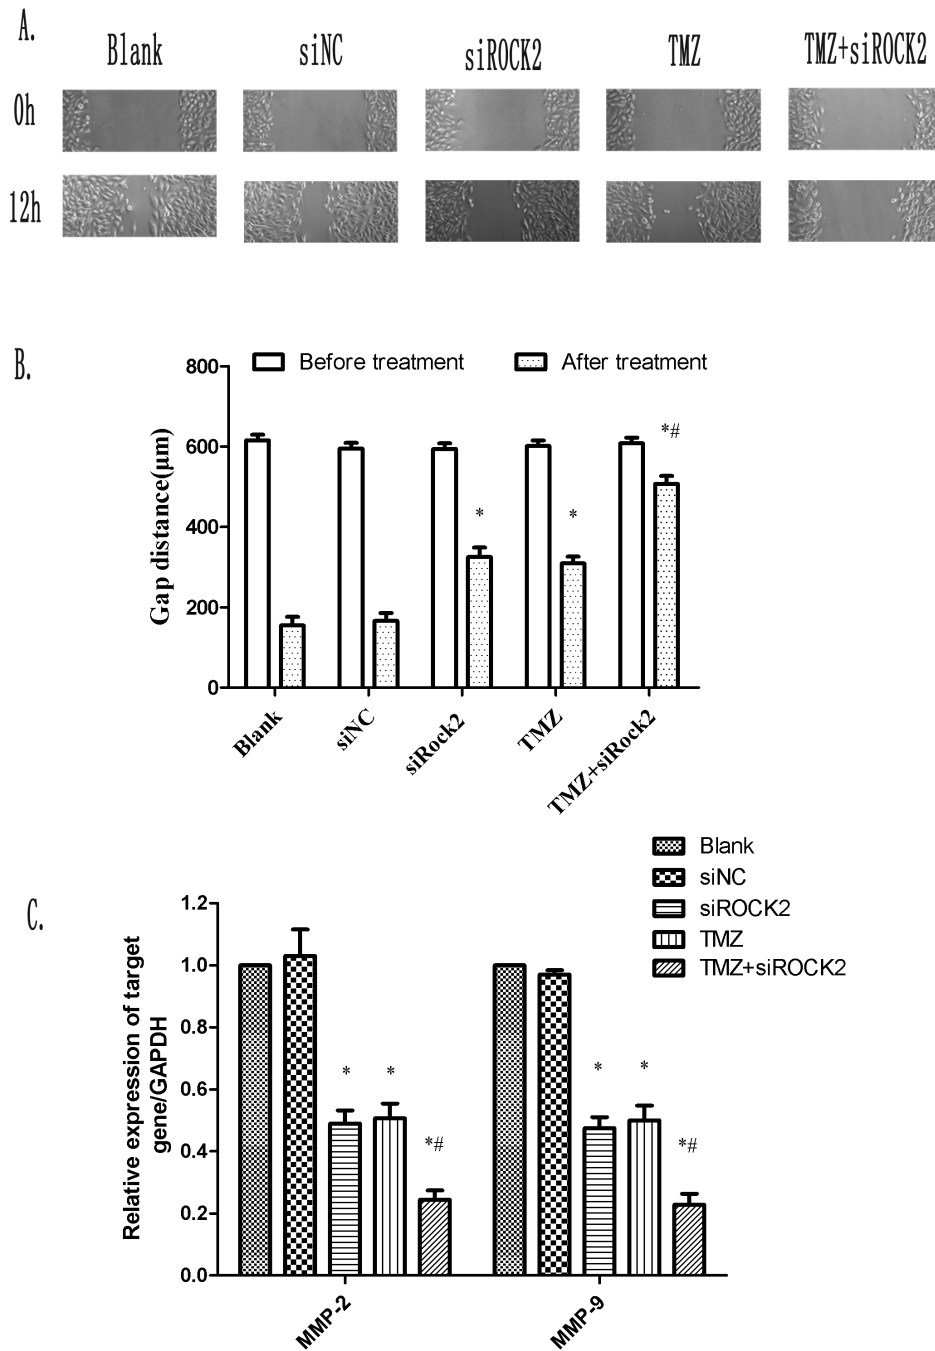 A.
Blank siNC siROCK2 TMZ TMZ+siROCK2
0h
12h
B.
Before treatment After treatment
800
600
400
200
0
Gap distance(μm)
*
*
*#
Blank siNC siRock2 TMZ TMZ+siRock2
C.
Blank
siNC
siROCK2
TMZ
TMZ+siROCK2
1.2
1.0
0.8
0.6
0.4
0.2
0.0
Relative expression of target
gene/GAPDH
* * *#
* * *#
MMP-2 MMP-9